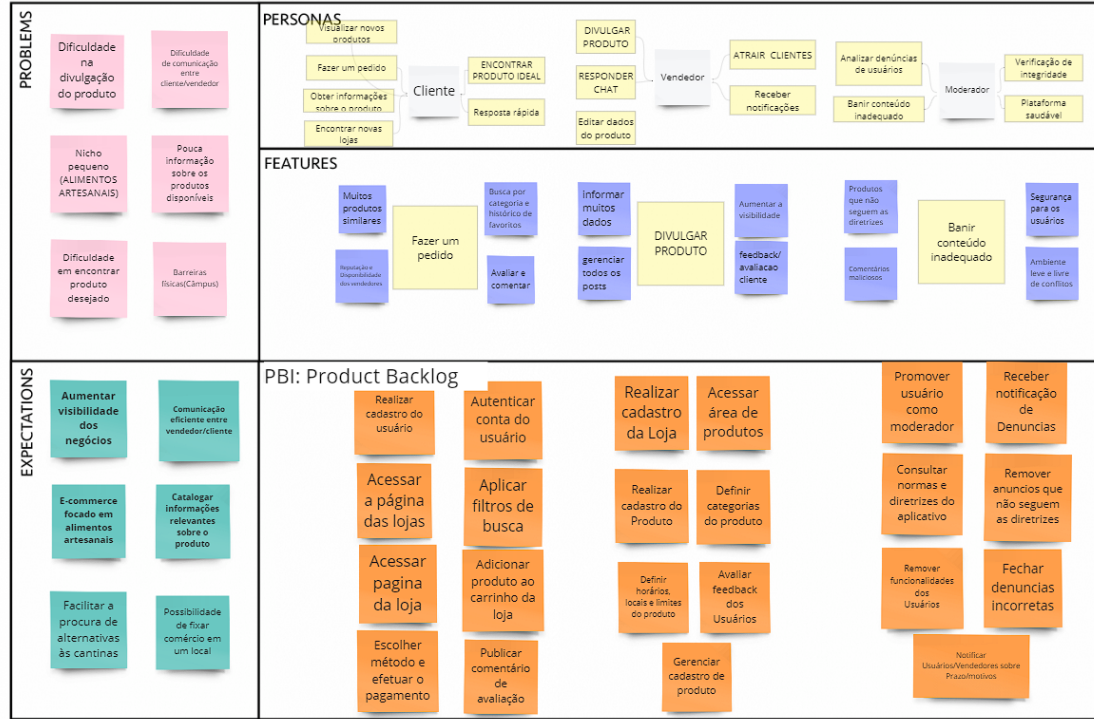 PROBLEMS
Dificuldade
na
divulgação
do produto
Dificuldade
de comunicação
entre
cliente/vendedor
Nicho
pequeno
(ALIMENTOS
ARTESANAIS)
Pouca
informação
sobre os
produtos
disponíveis
Dificuldade
em encontrar
produto
desejado
Barreiras
físicas(Câmpus)
PERSONAS
Visualizar novos
produtos
Fazer um pedido
Obter informações
sobre o produto
Encontrar novas
lojas
Cliente
ENCONTRAR
PRODUTO IDEAL
Resposta rápida
DIVULGAR
PRODUTO
RESPONDER
CHAT
Editar dados
do produto
Vendedor
ATRAIR CLIENTES
Receber
notificações
Analizar denúncias
de usuários
Banir conteúdo
inadequado
Moderador
Verificação de
integridade
Plataforma
saudável
FEATURES
Muitos
produtos
similares
Reputação e
Disponibilidade
dos vendedores
Fazer um
pedido
Busca por
categoria e
histórico de
favoritos
Avaliar e
comentar
Informar
muitos
dados
gerenciar
todos os
posts
DIVULGAR
PRODUTO
Aumentar a
visibilidade
feedback/
avaliacao
cliente
Produtos
que não
seguem as
diretrizes
Comentários
maliciosos
Banir
conteúdo
inadequado
Segurança
para os
usuários
Ambiente
leve e livre
de conflitos
EXPECTATIONS
Aumentar
visibilidade
dos
negócios
Comunicação
eficiente entre
vendedor/cliente
E-commerce
focado em
alimentos
artesanais
Catalogar
informações
relevantes
sobre o
produto
Facilitar a
procura de
alternativas
às cantinas
Possibilidade
de fixar
comércio em
um local
PBI: Product Backlog
Realizar
cadastro do
usuário
Autenticar
conta do
usuário
Acessar
a página
das lojas
Aplicar
filtros de
busca
Acessar
pagina
da loja
Adicionar
produto ao
carrinho da
loja
Escolher
método e
efetuar o
pagamento
Publicar
comentário
de
avaliação
Realizar
cadastro
da Loja
Acessar
área de
produtos
Realizar
cadastro do
Produto
Definir
categorias
do produto
Definir
horários,
locais e limites
do produto
Avaliar
feedback
dos
Usuários
Gerenciar
cadastro de
produto
Promover
usuário
como
moderador
Receber
notificação
de
Denuncias
Consultar
normas e
diretrizes do
aplicativo
Remover
anuncios que
não seguem
as diretrizes
Remover
funcionalidades
dos
Usuários
Fechar
denuncias
incorretas
Notificar
Usuários/Vendedores sobre
Prazo/motivos